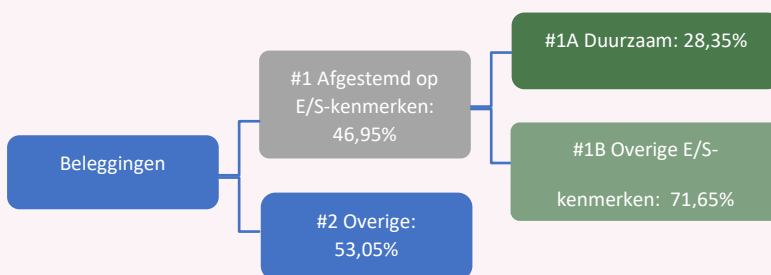 #1A Duurzaam: 28,35%
#1 Afgestemd op
E/S-kenmerken:
46,95%
#1B Overige E/S-
kenmerken: 71,65%
Beleggingen
#2 Overige:
53,05%